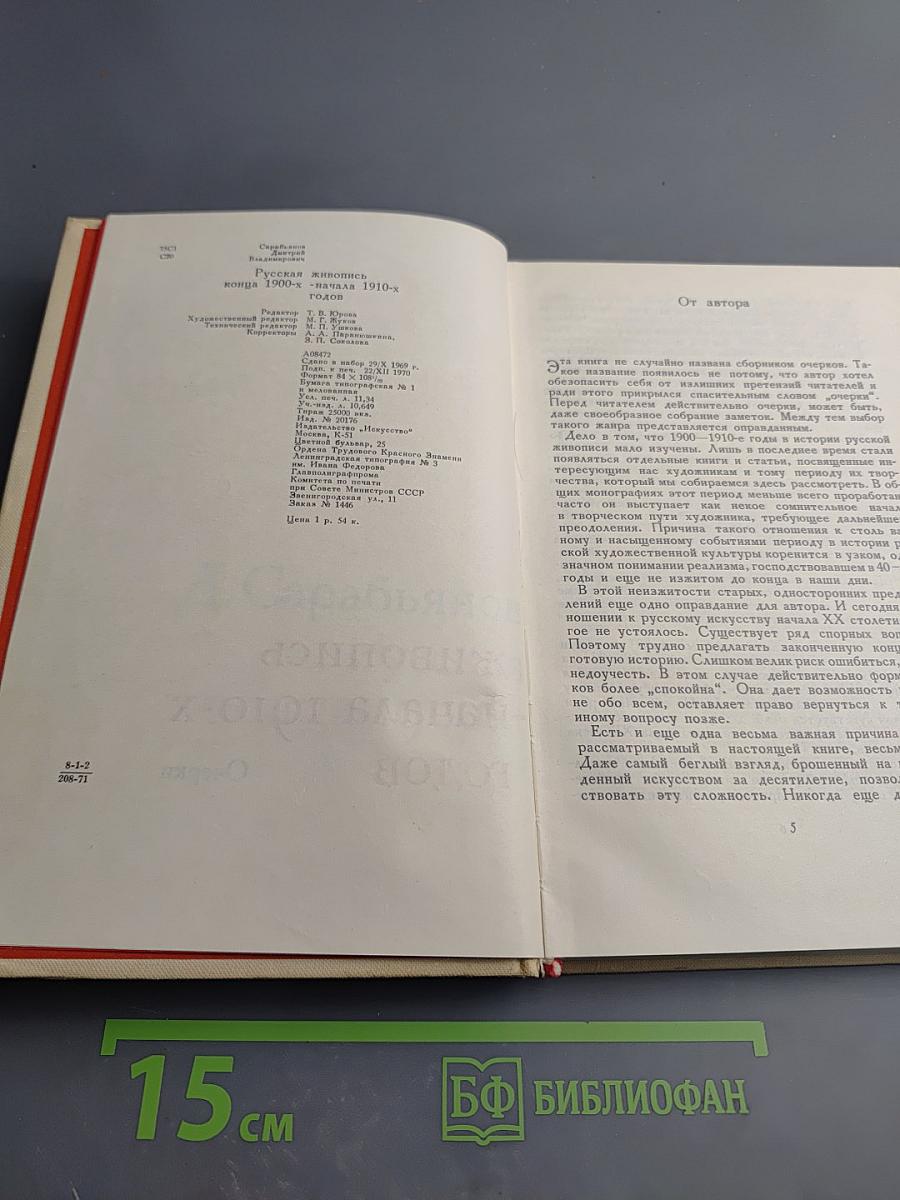 75С1
С70
Сарабьянов
Дмитрий
Владимирович
Русская живопись
конца 1900-х -начала 1910-х
годов
Редактор Т. В. Юрова
Художественный редактор М. Г. Жуков
Технический редактор М. П. Ушкова
Корректоры А. А. Паранюшкина,
З. П. Соколова
А08472
Сдано в набор 29/X 1969 г.
Подп. к печ. 22/XII 1970
Формат 84 × 108¹/₃₂
Бумага типографская № 1
и мелованная
Усл. печ. л. 11,34
Уч.-изд. л. 10,649
Тираж 25000 экз.
Изд. № 20176
Издательство „Искусство“
Москва, К-51
Цветной бульвар, 25
Ордена Трудового Красного Знамени
Ленинградская типография № 3
им. Ивана Федорова
Главполиграфпрома
Комитета по печати
при Совете Министров СССР
Звенигородская ул., 11
Заказ № 1446
Цена 1 р. 54 к.
8-1-2
208-71
От автора
Эта книга не случайно названа сборником очерков. Та-
кое название появилось не потому, что автор хотел
обезопасить себя от излишних претензий читателей и
ради этого прикрылся спасительным словом „очерки“.
Перед читателем действительно очерки, может быть,
даже своеобразное собрание заметок. Между тем выбор
такого жанра представляется оправданным.
Дело в том, что 1900—1910-е годы в истории русской
живописи мало изучены. Лишь в последнее время стали
появляться отдельные книги и статьи, посвященные ин-
тересующим нас художникам и тому периоду их твор-
чества, который мы собираемся здесь рассмотреть. В об-
щих монографиях этот период меньше всего проработан
часто он выступает как некое сомнительное начал
в творческом пути художника, требующее дальнейше
преодоления. Причина такого отношения к столь ва
ному и насыщенному событиями периоду в истории р
ской художественной культуры коренится в узком, од
значном понимании реализма, господствовавшем в 40—
годы и еще не изжитом до конца в наши дни.
В этой неизжитости старых, односторонних пред
лений еще одно оправдание для автора. И сегодня
ношении к русскому искусству начала XX столети
гое не устоялось. Существует ряд спорных воп
Поэтому трудно предлагать законченную конц
готовую историю. Слишком велик риск ошибиться,
недоучесть. В этом случае действительно форм
ков более „спокойна“. Она дает возможность
не обо всем, оставляет право вернуться к т
иному вопросу позже.
Есть и еще одна весьма важная причина
рассматриваемый в настоящей книге, весьм
Даже самый беглый взгляд, брошенный на п
денный искусством за десятилетие, позвол
ствовать эту сложность. Никогда еще д
5
15 см
БФ БИБЛИОФАН